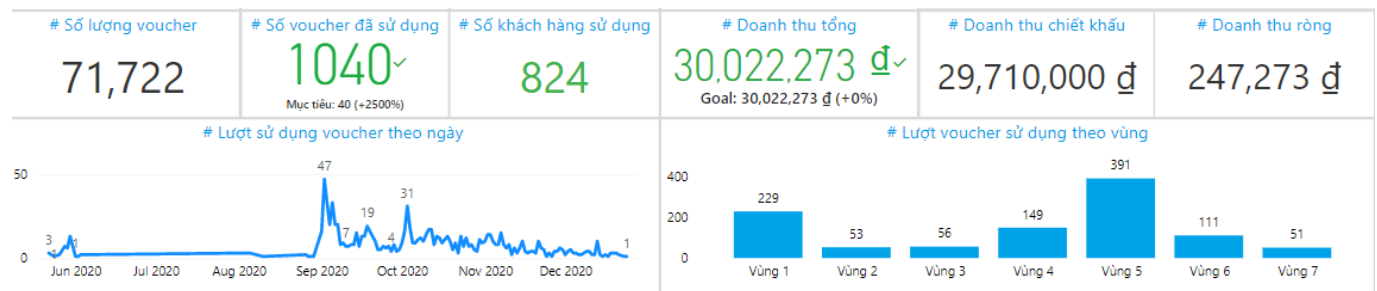 # Số lượng voucher
71,722
# Số voucher đã sử dụng
1040
Mục tiêu: 40 (+2500%)
# Số khách hàng sử dụng
824
# Doanh thu tổng
30,022,273 ₫
Goal: 30,022,273 ₫ (+0%)
# Doanh thu chiết khấu
29,710,000 ₫
# Doanh thu ròng
247,273 ₫
# Lượt sử dụng voucher theo ngày
50
0
3
1
1
47
7
19
4
31
1
Jun 2020 Jul 2020 Aug 2020 Sep 2020 Oct 2020 Nov 2020 Dec 2020
# Lượt voucher sử dụng theo vùng
400
200
0
229 53 56 149 391 111 51
Vùng 1 Vùng 2 Vùng 3 Vùng 4 Vùng 5 Vùng 6 Vùng 7